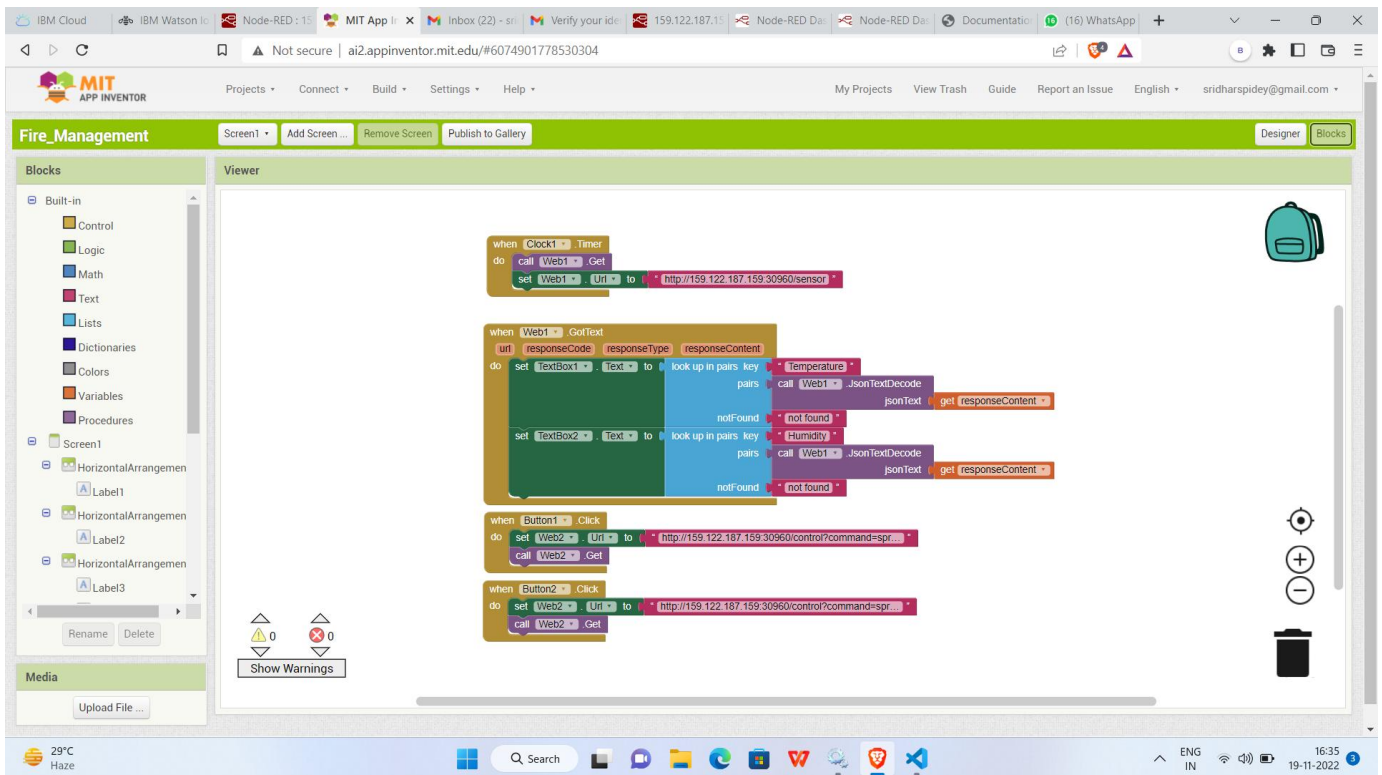 IBM Cloud IBM Watson Io Node-RED : 15 MIT App In Inbox (22) - sri Verify your ide 159.122.187.15 Node-RED Das Node-RED Das Documentatio (16) WhatsApp
Not secure ai2.appinventor.mit.edu/#6074901778530304
MIT
APP INVENTOR
Projects Connect Build Settings Help My Projects View Trash Guide Report an Issue English sridharspidey@gmail.com
Fire_Management Screen1 Add Screen ... Remove Screen Publish to Gallery Designer Blocks
Blocks Viewer
Built-in
Control
Logic
Math
Text
Lists
Dictionaries
Colors
Variables
Procedures
Screen1
HorizontalArrangemen
Label1
HorizontalArrangemen
Label2
HorizontalArrangemen
Label3
Rename Delete
Media
Upload File ...
when Clock1 .Timer
do call Web1 .Get
set Web1 . Url to " http://159.122.187.159:30960/sensor "
when Web1 .GotText
url responseCode responseType responseContent
do set TextBox1 . Text to look up in pairs key " Temperature "
pairs call Web1 .JsonTextDecode
jsonText get responseContent
notFound " not found "
set TextBox2 . Text to look up in pairs key " Humidity "
pairs call Web1 .JsonTextDecode
jsonText get responseContent
notFound " not found "
when Button1 .Click
do set Web2 . Url to " http://159.122.187.159:30960/control?command=spr... "
call Web2 .Get
when Button2 .Click
do set Web2 . Url to " http://159.122.187.159:30960/control?command=spr... "
call Web2 .Get
0 0
Show Warnings
29°C
Haze
Search
ENG
IN
16:35
19-11-2022
3